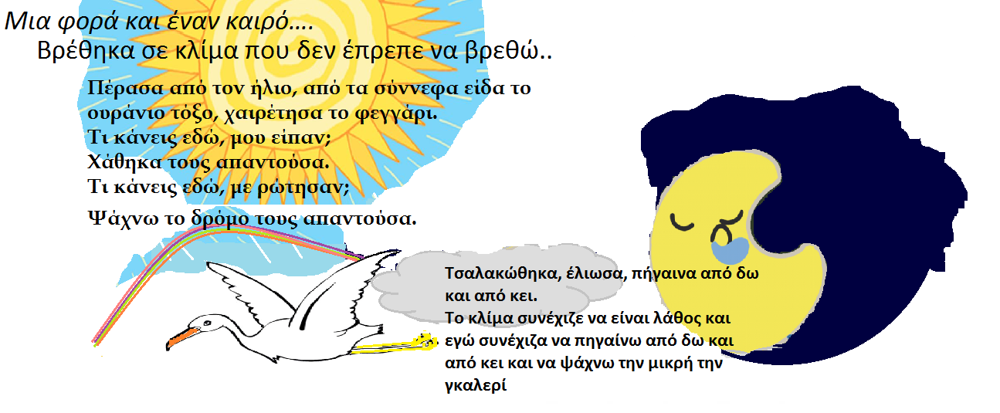 Μια φορά και έναν καιρό....
Βρέθηκα σε κλίμα που δεν έπρεπε να βρεθώ..
Πέρασα από τον ήλιο, από τα σύννεφα είδα το
ουράνιο τόξο, χαιρέτησα το φεγγάρι.
Τι κάνεις εδώ, μου είπαν;
Χάθηκα τους απαντούσα.
Τι κάνεις εδώ, με ρώτησαν;
Ψάχνω το δρόμο τους απαντούσα.
Τσαλακώθηκα, έλιωσα, πήγαινα από δω
και από κει.
Το κλίμα συνέχιζε να είναι λάθος και
εγώ συνέχιζα να πηγαίνω από δω και
από κει και να ψάχνω την μικρή την
γκαλερί